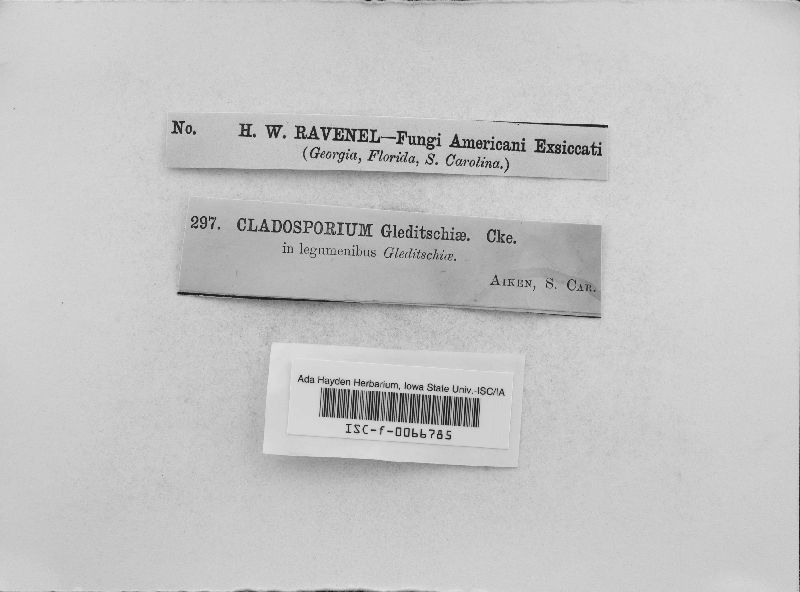 No. H. W. RAVENEL—Fungi Americani Exsiccati
(Georgia, Florida, S. Carolina.)
297. CLADOSPORIUM Gleditschiæ. Cke.
in legumenibus Gleditschiæ.
AIKEN, S. CAR.
Ada Hayden Herbarium, Iowa State Univ.-ISC/IA
ISC-f-0066785